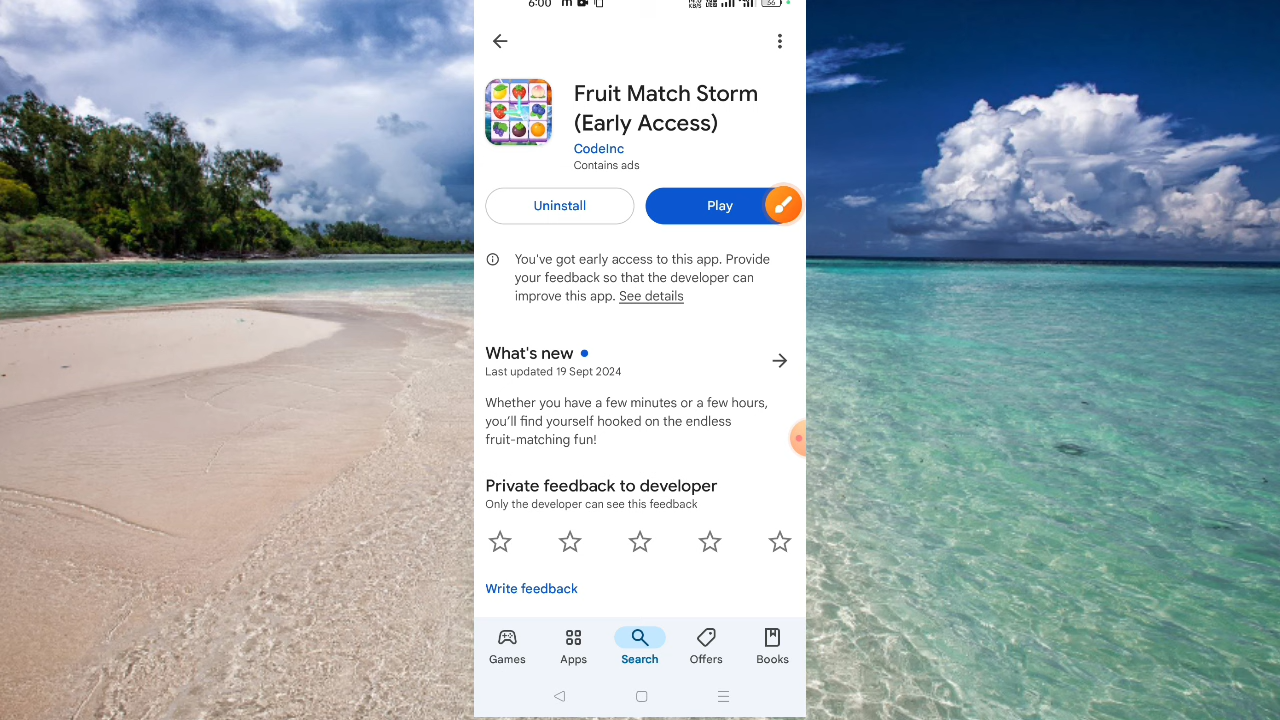 6:00
Fruit Match Storm
(Early Access)
CodeInc
Contains ads
Uninstall
Play
You've got early access to this app. Provide
your feedback so that the developer can
improve this app. See details
What's new
Last updated 19 Sept 2024
Whether you have a few minutes or a few hours,
you'll find yourself hooked on the endless
fruit-matching fun!
Private feedback to developer
Only the developer can see this feedback
Write feedback
Games Apps Search Offers Books